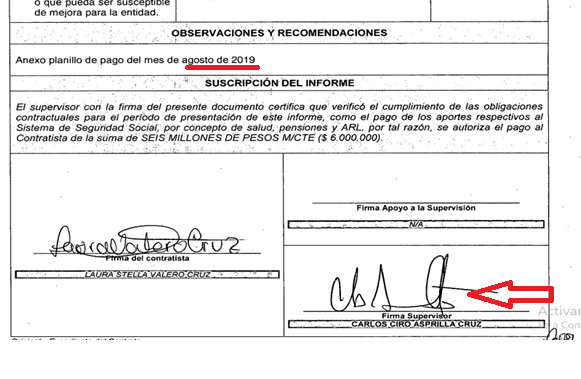 o que pueda ser susceptible
de mejora para la entidad.
OBSERVACIONES Y RECOMENDACIONES
Anexo planillo de pago del mes de agosto de 2019
SUSCRIPCIÓN DEL INFORME
El supervisor con la firma del presente documento certifica que verificó el cumplimiento de las obligaciones
contractuales para el período de presentación de este informe, como el pago de los aportes respectivos al
Sistema de Seguridad Social, por concepto de salud, pensiones y ARL, por tal razón, se autoriza el pago al
Contratista de la suma de SEIS MILLONES DE PESOS M/CTE ($ 6.000.000).
Firma Apoyo a la Supervisión
N/A
Laura Valero Cruz
Firma del contratista
LAURA STELLA VALERO CRUZ
Firma Supervisor
CARLOS CIRO ASPRILLA CRUZ
Activar